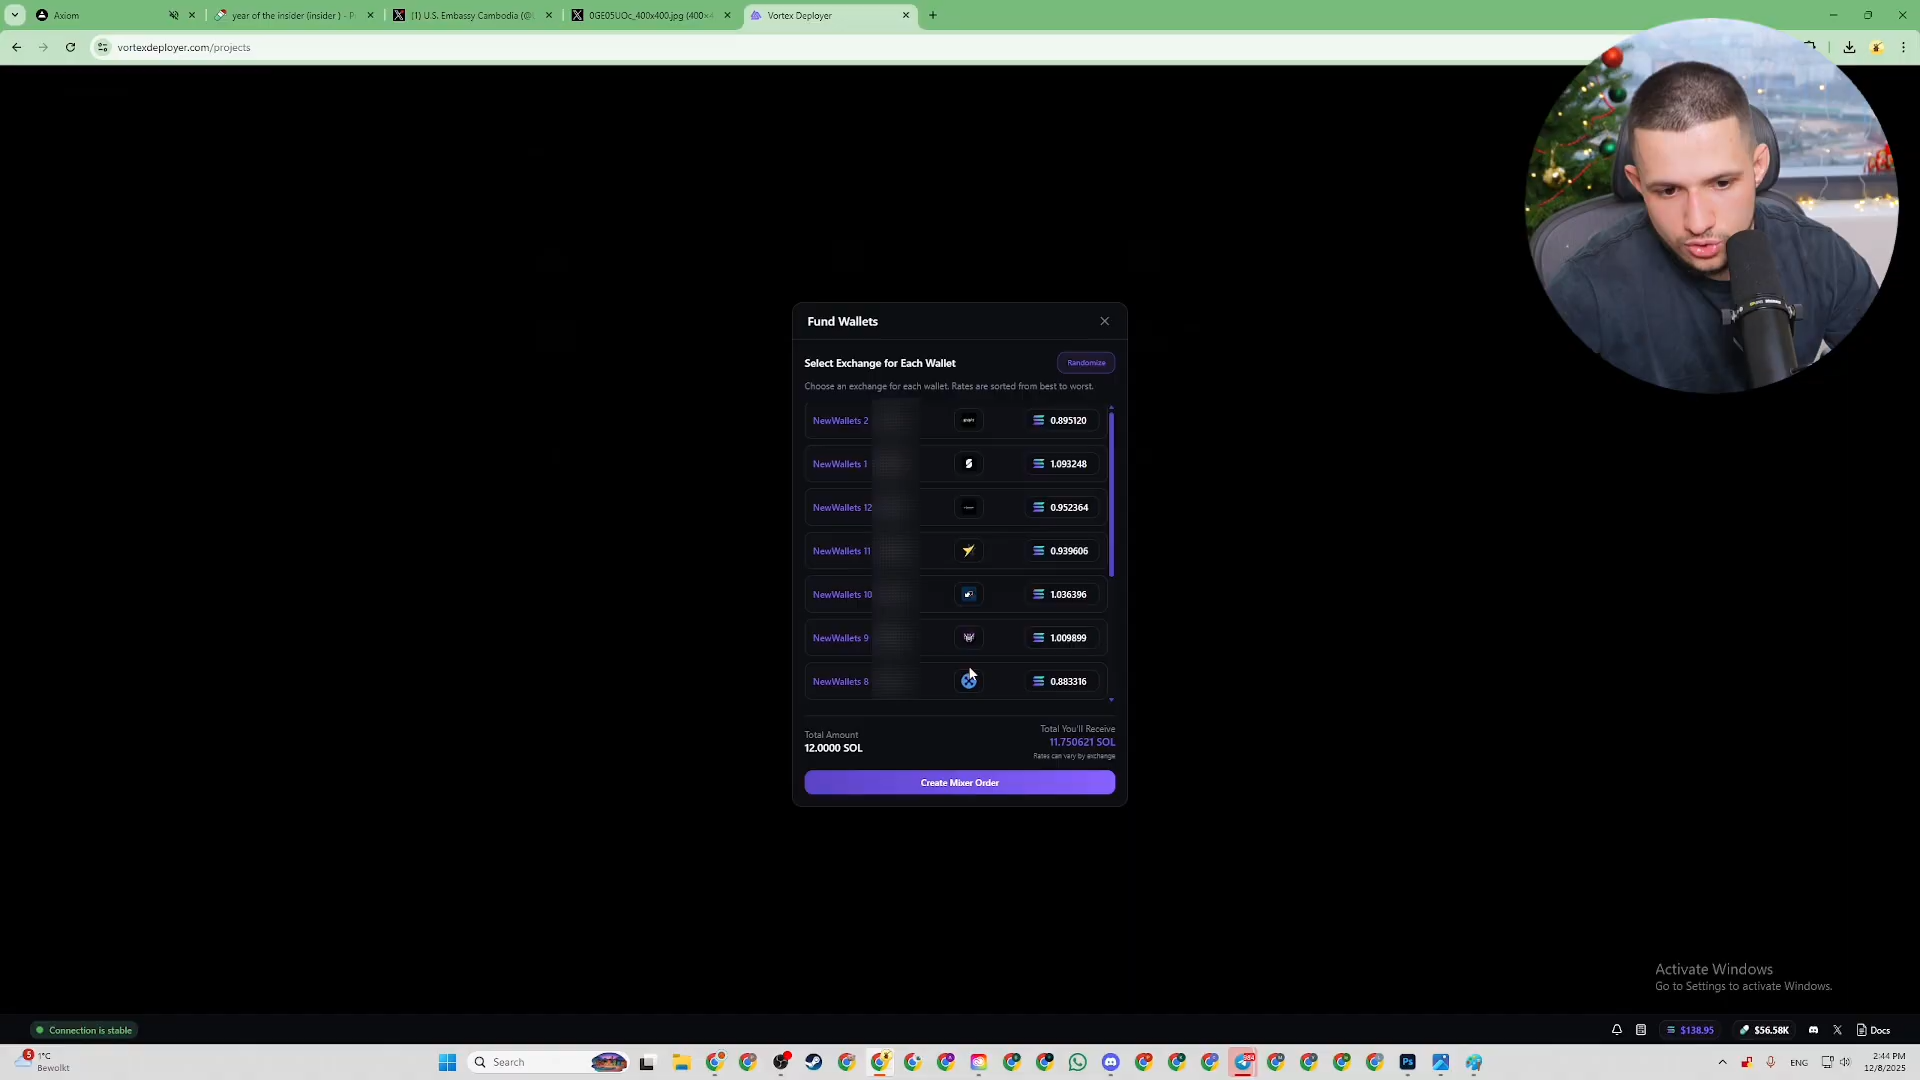 Axiom
year of the insider (insider ) - P
(1) U.S. Embassy Cambodia (@
0GE05UOc_400x400.jpg (400×4
Vortex Deployer
vortexdeployer.com/projects
Fund Wallets
Select Exchange for Each Wallet
Randomize
Choose an exchange for each wallet. Rates are sorted from best to worst.
NewWallets 2 0.895120
NewWallets 1 1.093248
NewWallets 12 0.952364
NewWallets 11 0.939606
NewWallets 10 1.036396
NewWallets 9 1.009899
NewWallets 8 0.883316
Total Amount
12.0000 SOL
Total You'll Receive
11.750621 SOL
Rates can vary by exchange
Create Mixer Order
Activate Windows
Go to Settings to activate Windows.
Connection is stable
$138.95
$56.58K
Docs
5
1°C
Bewolkt
Search
Ps
ENG
2:44 PM
12/8/2025